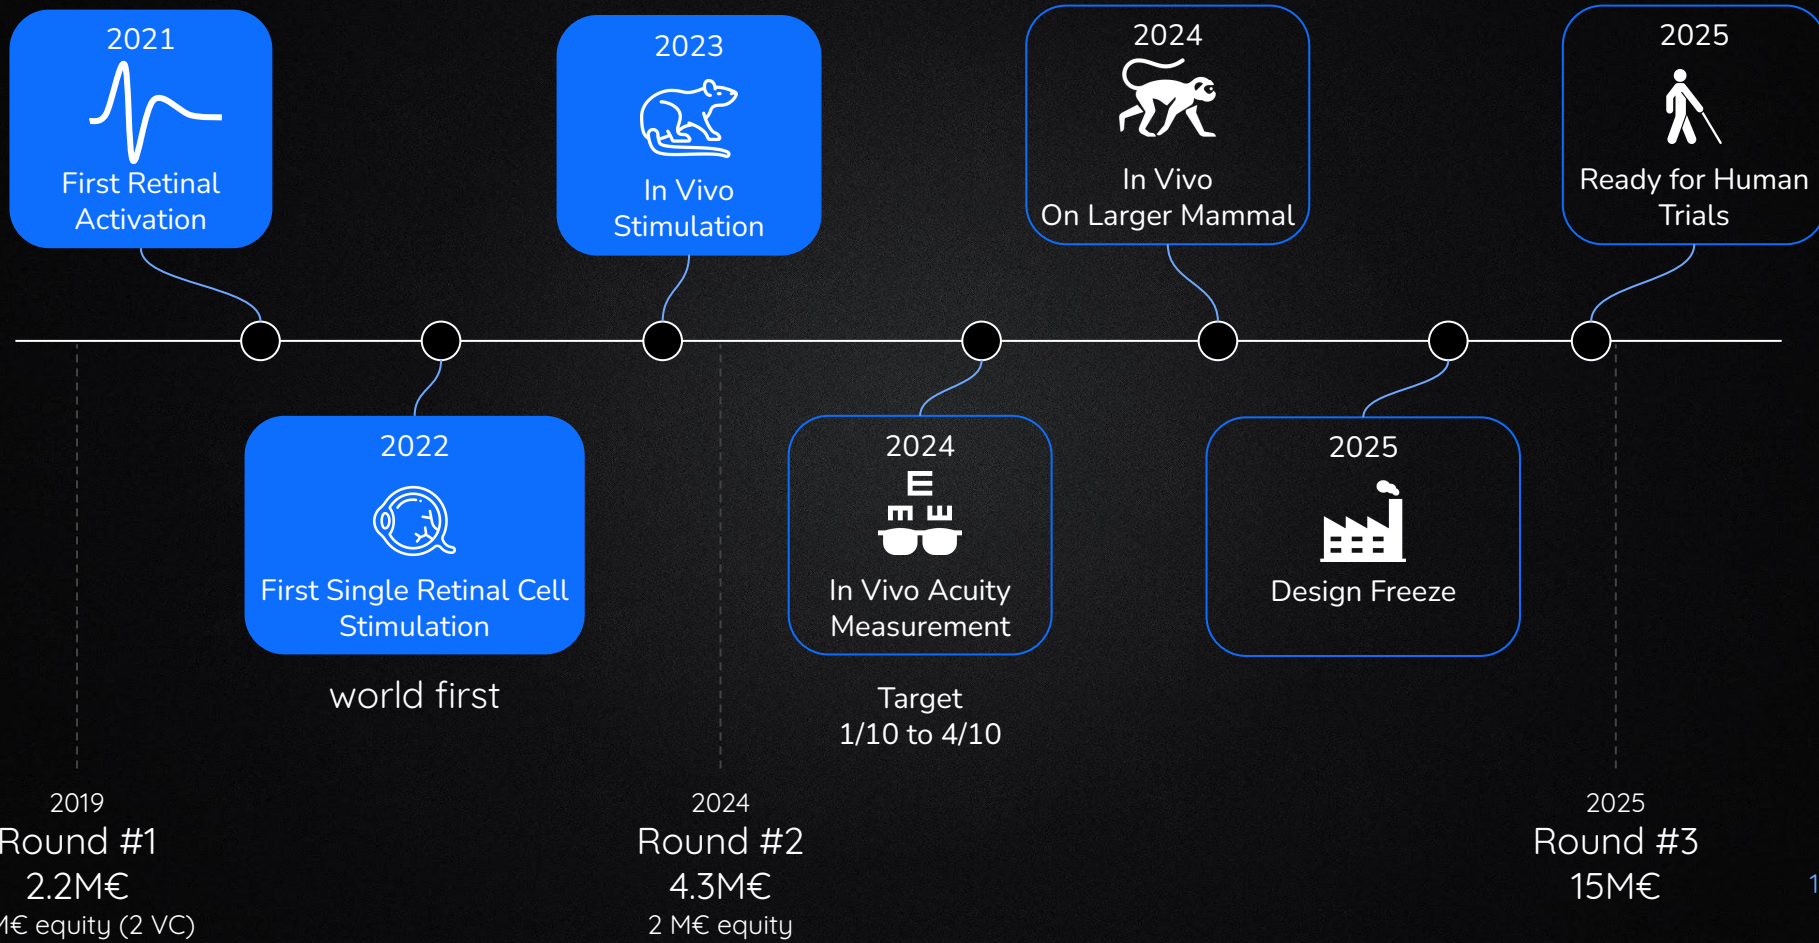 2021
First Retinal
Activation
2023
In Vivo
Stimulation
2024
In Vivo
On Larger Mammal
2025
Ready for Human
Trials
2022
First Single Retinal Cell
Stimulation
world first
2024
E
In Vivo Acuity
Measurement
Target
1/10 to 4/10
2025
Design Freeze
2019
Round #1
2.2M€
M€ equity (2 VC)
2024
Round #2
4.3M€
2 M€ equity
2025
Round #3
15M€
1